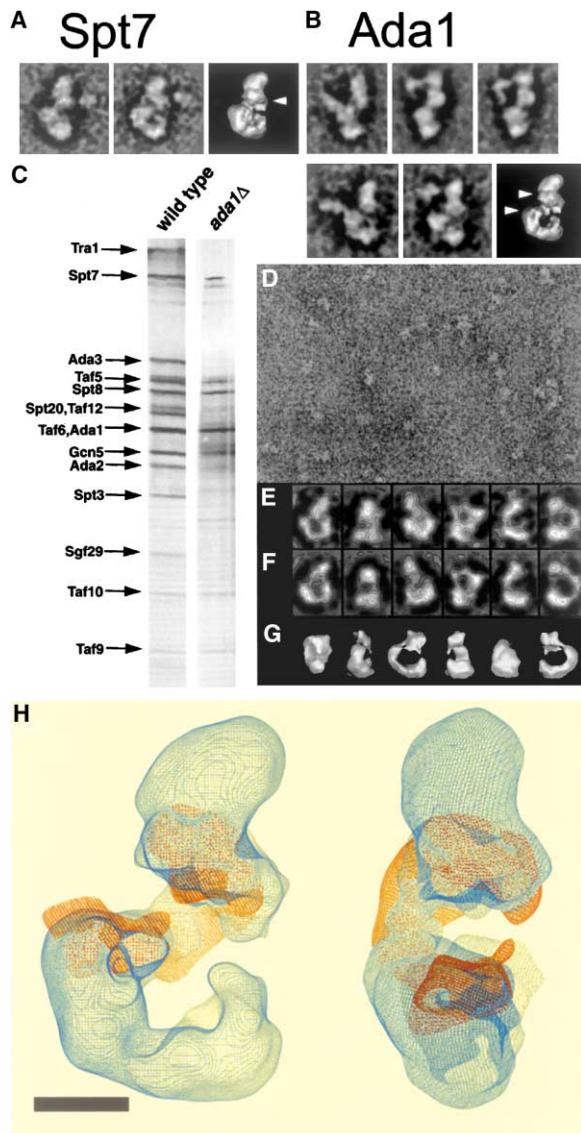 A Spt7
B Ada1
C
wild type
ada1Δ
Tra1
Spt7
Ada3
Taf5
Spt8
Spt20,Taf12
Taf6,Ada1
Gcn5
Ada2
Spt3
Sgf29
Taf10
Taf9
D
E
F
G
H